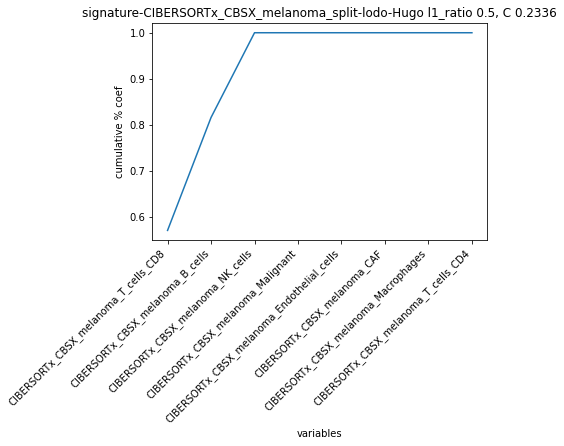 signature-CIBERSORTx_CBSX_melanoma_split-lodo-Hugo l1_ratio 0.5, C 0.2336
1.0
0.9
0.8
0.7
0.6
cumulative % coef
CIBERSORTx_CBSX_melanoma_T_cells_CD8
CIBERSORTx_CBSX_melanoma_B_cells
CIBERSORTx_CBSX_melanoma_NK_cells
CIBERSORTx_CBSX_melanoma_Malignant
CIBERSORTx_CBSX_melanoma_Endothelial_cells
CIBERSORTx_CBSX_melanoma_CAF
CIBERSORTx_CBSX_melanoma_Macrophages
CIBERSORTx_CBSX_melanoma_T_cells_CD4
variables